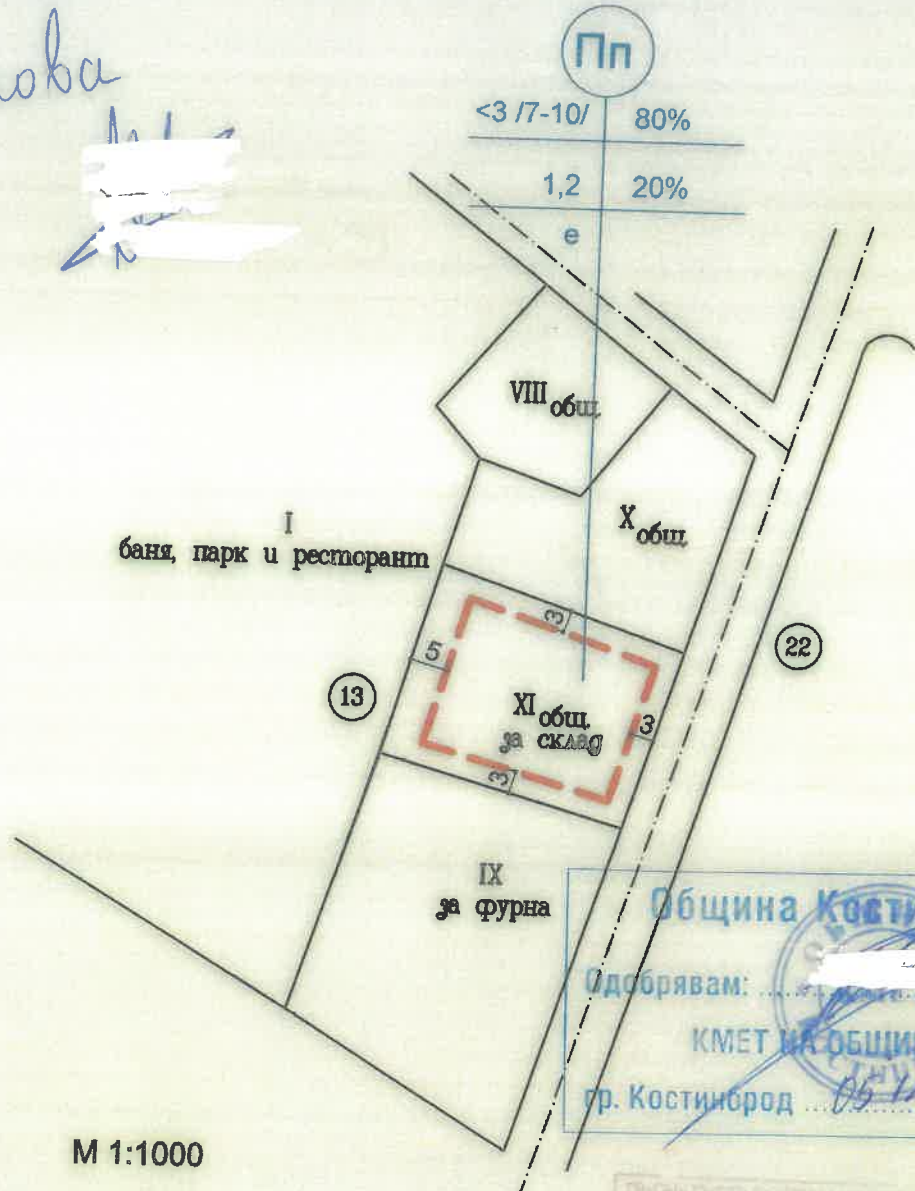 Пп
<3 /7-10/ 80%
1,2 20%
е
VIII общ.
X общ.
I
баня, парк и ресторант
3
5
13
22
XI общ.
за склад
3
3
IX
за фурна
Община
Одобрявам:
КМЕТ НА
гр. Костинброд
М 1:1000